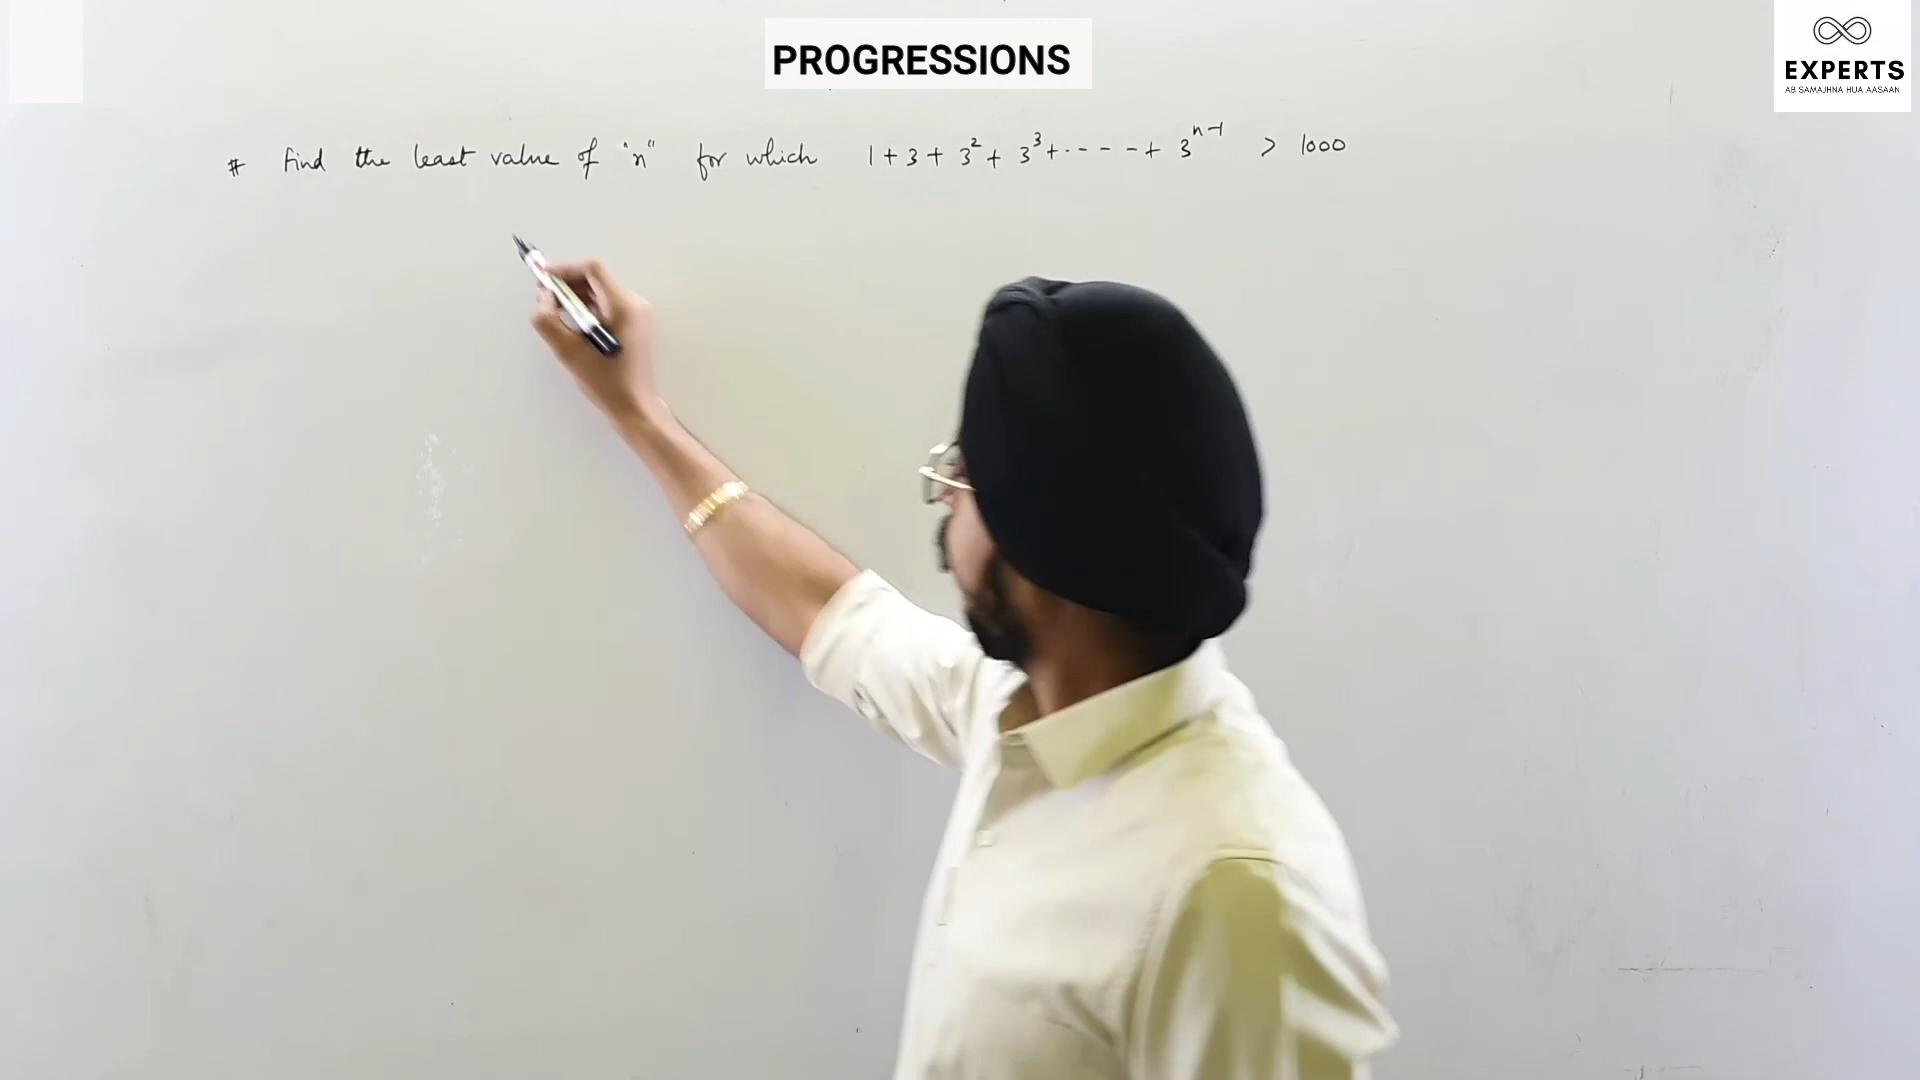 PROGRESSIONS
EXPERTS
AB SAMAJHNA HUA AASAAN
# Find the least value of "n" for which 1 + 3 + 3² + 3³ + ----- + 3ⁿ⁻¹ > 1000